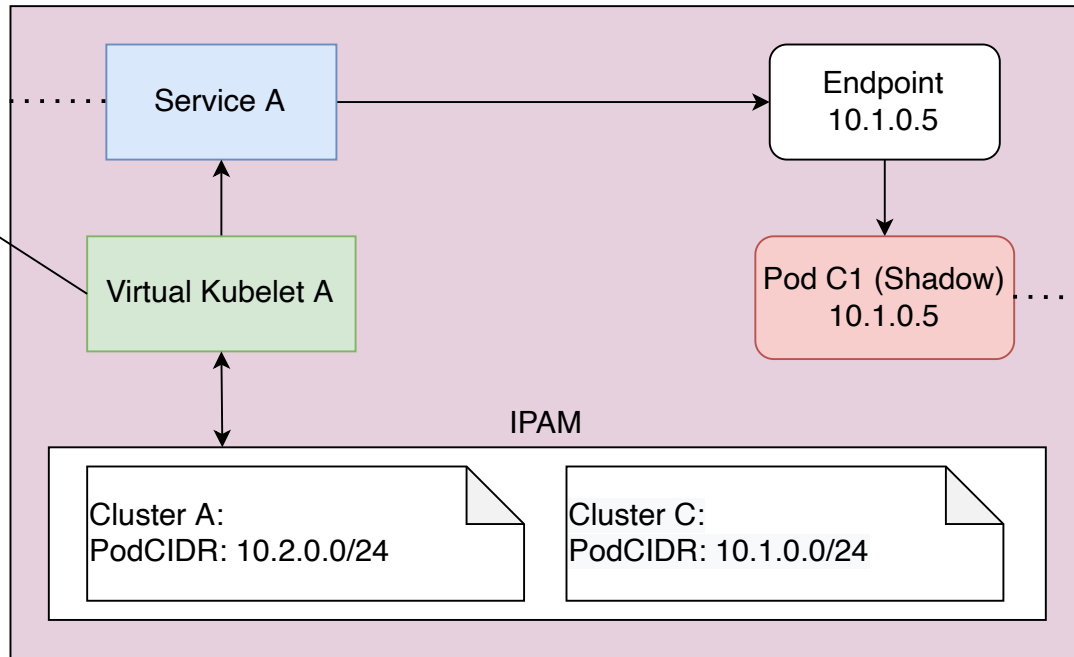 Service A
Endpoint
10.1.0.5
Virtual Kubelet A
Pod C1 (Shadow)
10.1.0.5
IPAM
Cluster A:
PodCIDR: 10.2.0.0/24
Cluster C:
PodCIDR: 10.1.0.0/24